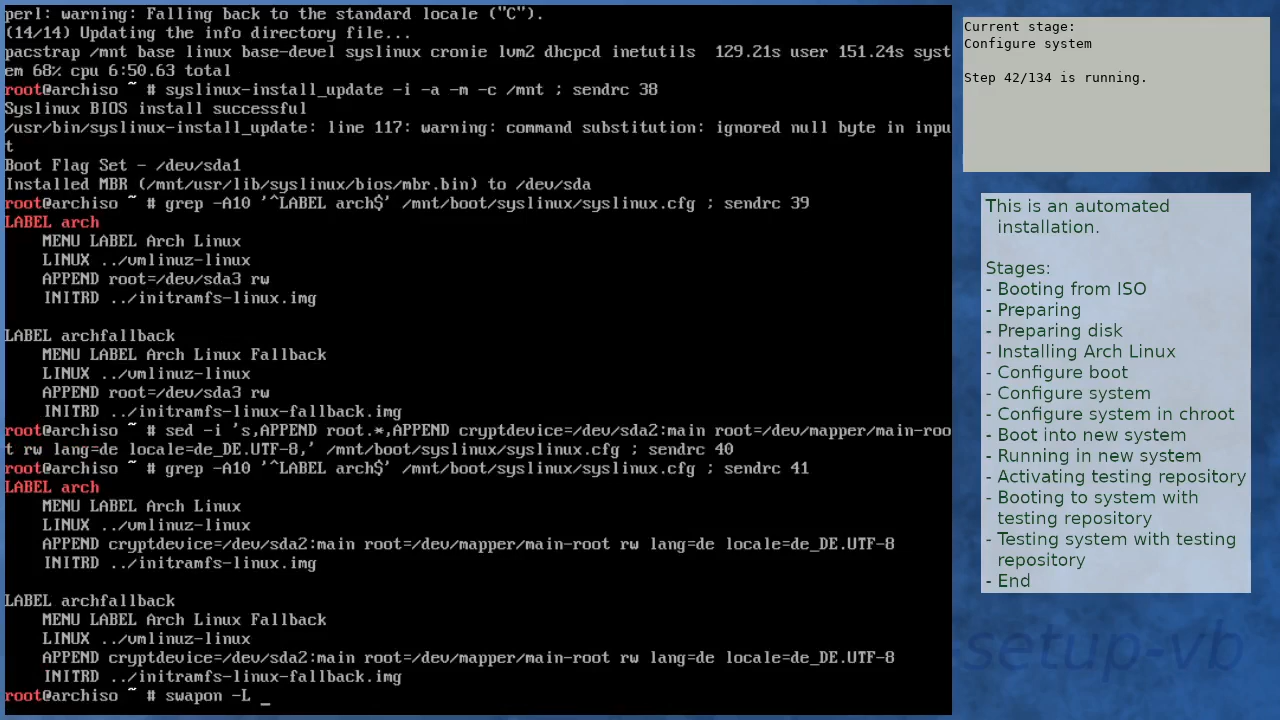 perl: warning: Falling back to the standard locale ("C").
(14/14) Updating the info directory file...
pacstrap /mnt base linux base-devel syslinux cronie lvm2 dhcpcd inetutils  129.21s user 151.24s syst
em 68% cpu 6:50.63 total
root@archiso ~ # syslinux-install_update -i -a -m -c /mnt ; sendrc 38
Syslinux BIOS install successful
/usr/bin/syslinux-install_update: line 117: warning: command substitution: ignored null byte in inpu
t
Boot Flag Set - /dev/sda1
Installed MBR (/mnt/usr/lib/syslinux/bios/mbr.bin) to /dev/sda
root@archiso ~ # grep -A10 '^LABEL arch$' /mnt/boot/syslinux/syslinux.cfg ; sendrc 39
LABEL arch
    MENU LABEL Arch Linux
    LINUX ../vmlinuz-linux
    APPEND root=/dev/sda3 rw
    INITRD ../initramfs-linux.img

LABEL archfallback
    MENU LABEL Arch Linux Fallback
    LINUX ../vmlinuz-linux
    APPEND root=/dev/sda3 rw
    INITRD ../initramfs-linux-fallback.img
root@archiso ~ # sed -i 's,APPEND root.*,APPEND cryptdevice=/dev/sda2:main root=/dev/mapper/main-roo
t rw lang=de locale=de_DE.UTF-8,' /mnt/boot/syslinux/syslinux.cfg ; sendrc 40
root@archiso ~ # grep -A10 '^LABEL arch$' /mnt/boot/syslinux/syslinux.cfg ; sendrc 41
LABEL arch
    MENU LABEL Arch Linux
    LINUX ../vmlinuz-linux
    APPEND cryptdevice=/dev/sda2:main root=/dev/mapper/main-root rw lang=de locale=de_DE.UTF-8
    INITRD ../initramfs-linux.img

LABEL archfallback
    MENU LABEL Arch Linux Fallback
    LINUX ../vmlinuz-linux
    APPEND cryptdevice=/dev/sda2:main root=/dev/mapper/main-root rw lang=de locale=de_DE.UTF-8
    INITRD ../initramfs-linux-fallback.img
root@archiso ~ # swapon -L _
Current stage:
Configure system

Step 42/134 is running.
This is an automated
installation.

Stages:
- Booting from ISO
- Preparing
- Preparing disk
- Installing Arch Linux
- Configure boot
- Configure system
- Configure system in chroot
- Boot into new system
- Running in new system
- Activating testing repository
- Booting to system with
testing repository
- Testing system with testing
repository
- End
setup-vb